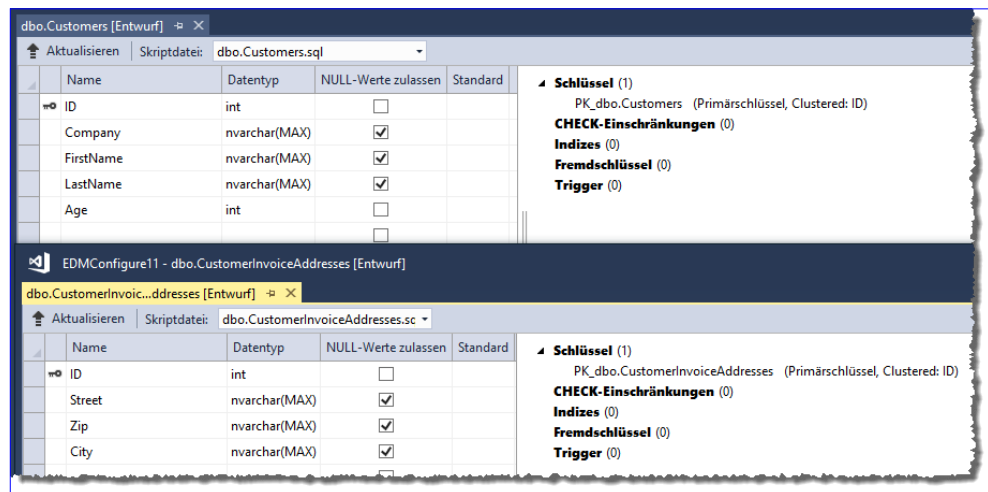 dbo.Customers [Entwurf]
Aktualisieren Skriptdatei: dbo.Customers.sql
Name Datentyp NULL-Werte zulassen Standard
ID int
Company nvarchar(MAX)
FirstName nvarchar(MAX)
LastName nvarchar(MAX)
Age int
Schlüssel (1)
PK_dbo.Customers (Primärschlüssel, Clustered: ID)
CHECK-Einschränkungen (0)
Indizes (0)
Fremdschlüssel (0)
Trigger (0)
EDMConfigure11 - dbo.CustomerInvoiceAddresses [Entwurf]
dbo.CustomerInvoic...ddresses [Entwurf]
Aktualisieren Skriptdatei: dbo.CustomerInvoiceAddresses.sc
Name Datentyp NULL-Werte zulassen Standard
ID int
Street nvarchar(MAX)
Zip nvarchar(MAX)
City nvarchar(MAX)
Schlüssel (1)
PK_dbo.CustomerInvoiceAddresses (Primärschlüssel, Clustered: ID)
CHECK-Einschränkungen (0)
Indizes (0)
Fremdschlüssel (0)
Trigger (0)